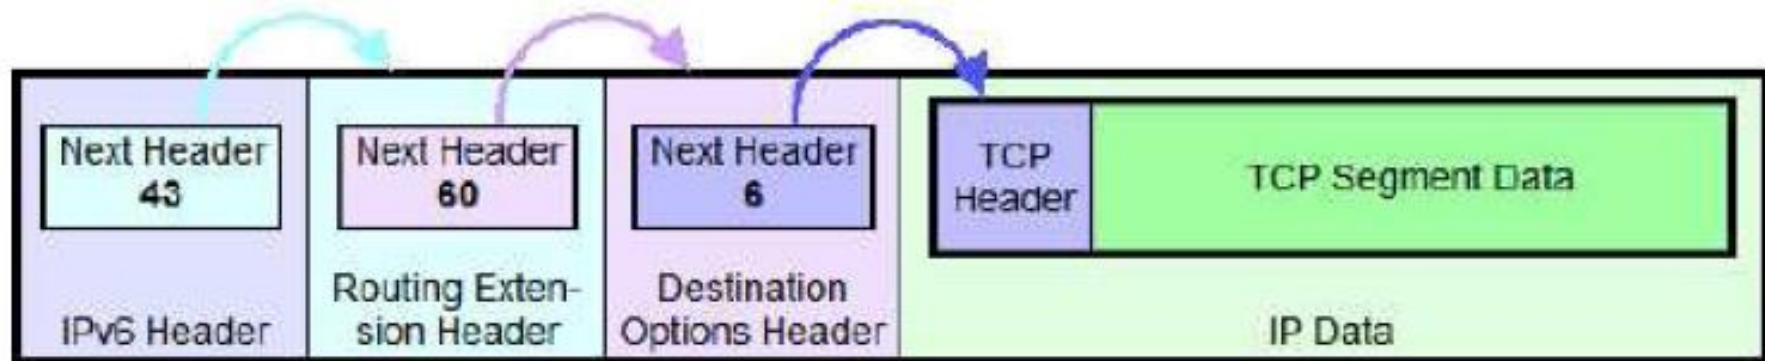 Next Header
43
IPv6 Header
Next Header
60
Routing Exten-
sion Header
Next Header
6
Destination
Options Header
TCP
Header
TCP Segment Data
IP Data